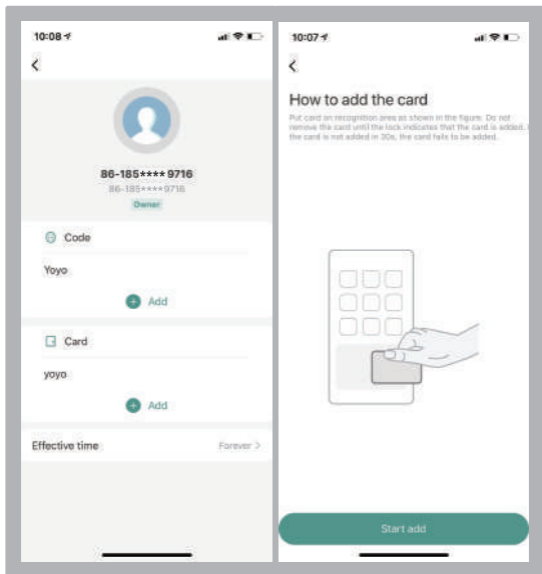 10:08
86-185**** 9716
86-185****9716
Owner
Code
Yoyo
Add
Card
yoyo
Add
Effective time
Forever >
10:07
How to add the card
Put card on recognition area as shown in the figure. Do not
remove the card until the lock indicates that the card is added.
the card is not added in 30s, the card fails to be added.
Start add